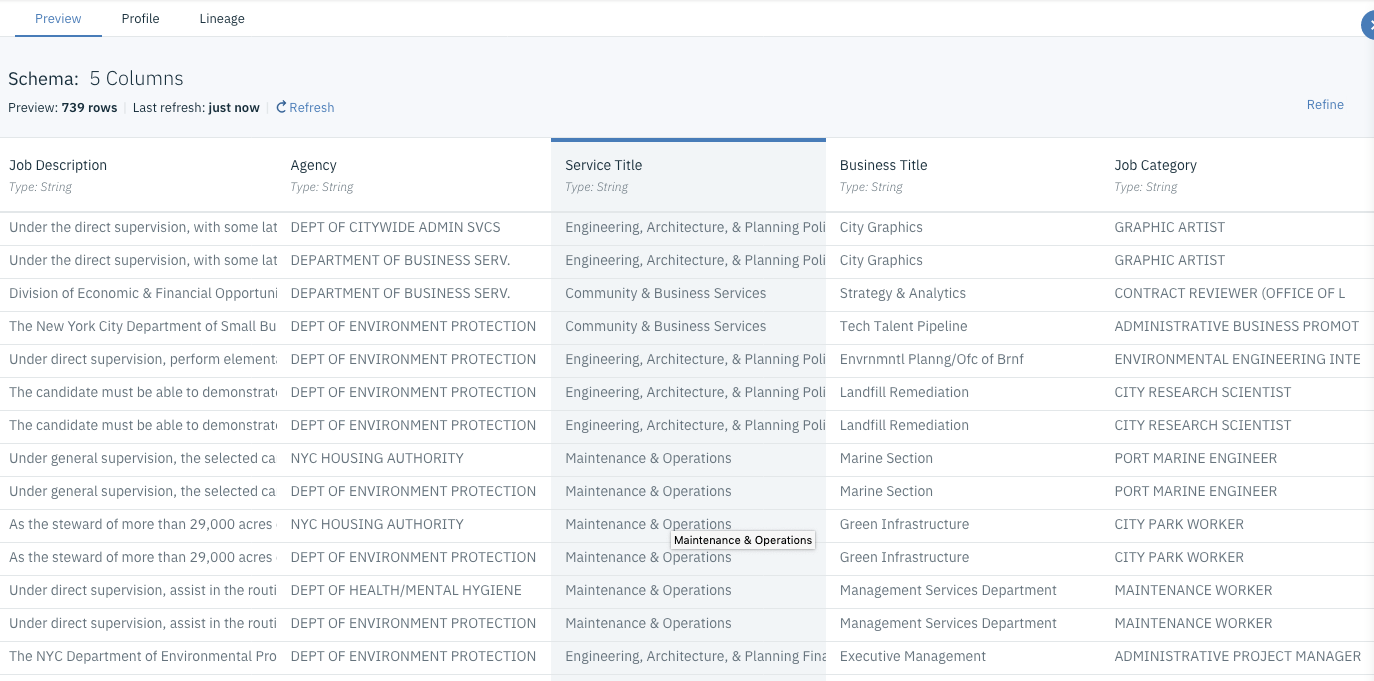 Preview Profile Lineage
Schema: 5 Columns
Preview: 739 rows Last refresh: just now Refresh
Refine
Job Description Agency Service Title Business Title Job Category
Type: String Type: String Type: String Type: String Type: String
Under the direct supervision, with some lat DEPT OF CITYWIDE ADMIN SVCS Engineering, Architecture, & Planning Poli City Graphics GRAPHIC ARTIST
Under the direct supervision, with some lat DEPARTMENT OF BUSINESS SERV. Engineering, Architecture, & Planning Poli City Graphics GRAPHIC ARTIST
Division of Economic & Financial Opportuni DEPARTMENT OF BUSINESS SERV. Community & Business Services Strategy & Analytics CONTRACT REVIEWER (OFFICE OF L
The New York City Department of Small Bu DEPT OF ENVIRONMENT PROTECTION Community & Business Services Tech Talent Pipeline ADMINISTRATIVE BUSINESS PROMOT
Under direct supervision, perform element DEPT OF ENVIRONMENT PROTECTION Engineering, Architecture, & Planning Poli Envrnmntl Planng/Ofc of Brnf ENVIRONMENTAL ENGINEERING INTE
The candidate must be able to demonstrat DEPT OF ENVIRONMENT PROTECTION Engineering, Architecture, & Planning Poli Landfill Remediation CITY RESEARCH SCIENTIST
The candidate must be able to demonstrat DEPT OF ENVIRONMENT PROTECTION Engineering, Architecture, & Planning Poli Landfill Remediation CITY RESEARCH SCIENTIST
Under general supervision, the selected ca NYC HOUSING AUTHORITY Maintenance & Operations Marine Section PORT MARINE ENGINEER
Under general supervision, the selected ca DEPT OF ENVIRONMENT PROTECTION Maintenance & Operations Marine Section PORT MARINE ENGINEER
As the steward of more than 29,000 acres NYC HOUSING AUTHORITY Maintenance & Operations Green Infrastructure CITY PARK WORKER
Maintenance & Operations
As the steward of more than 29,000 acres DEPT OF ENVIRONMENT PROTECTION Maintenance & Operations Green Infrastructure CITY PARK WORKER
Under direct supervision, assist in the routi DEPT OF HEALTH/MENTAL HYGIENE Maintenance & Operations Management Services Department MAINTENANCE WORKER
Under direct supervision, assist in the routi DEPT OF ENVIRONMENT PROTECTION Maintenance & Operations Management Services Department MAINTENANCE WORKER
The NYC Department of Environmental Pro DEPT OF ENVIRONMENT PROTECTION Engineering, Architecture, & Planning Fina Executive Management ADMINISTRATIVE PROJECT MANAGER